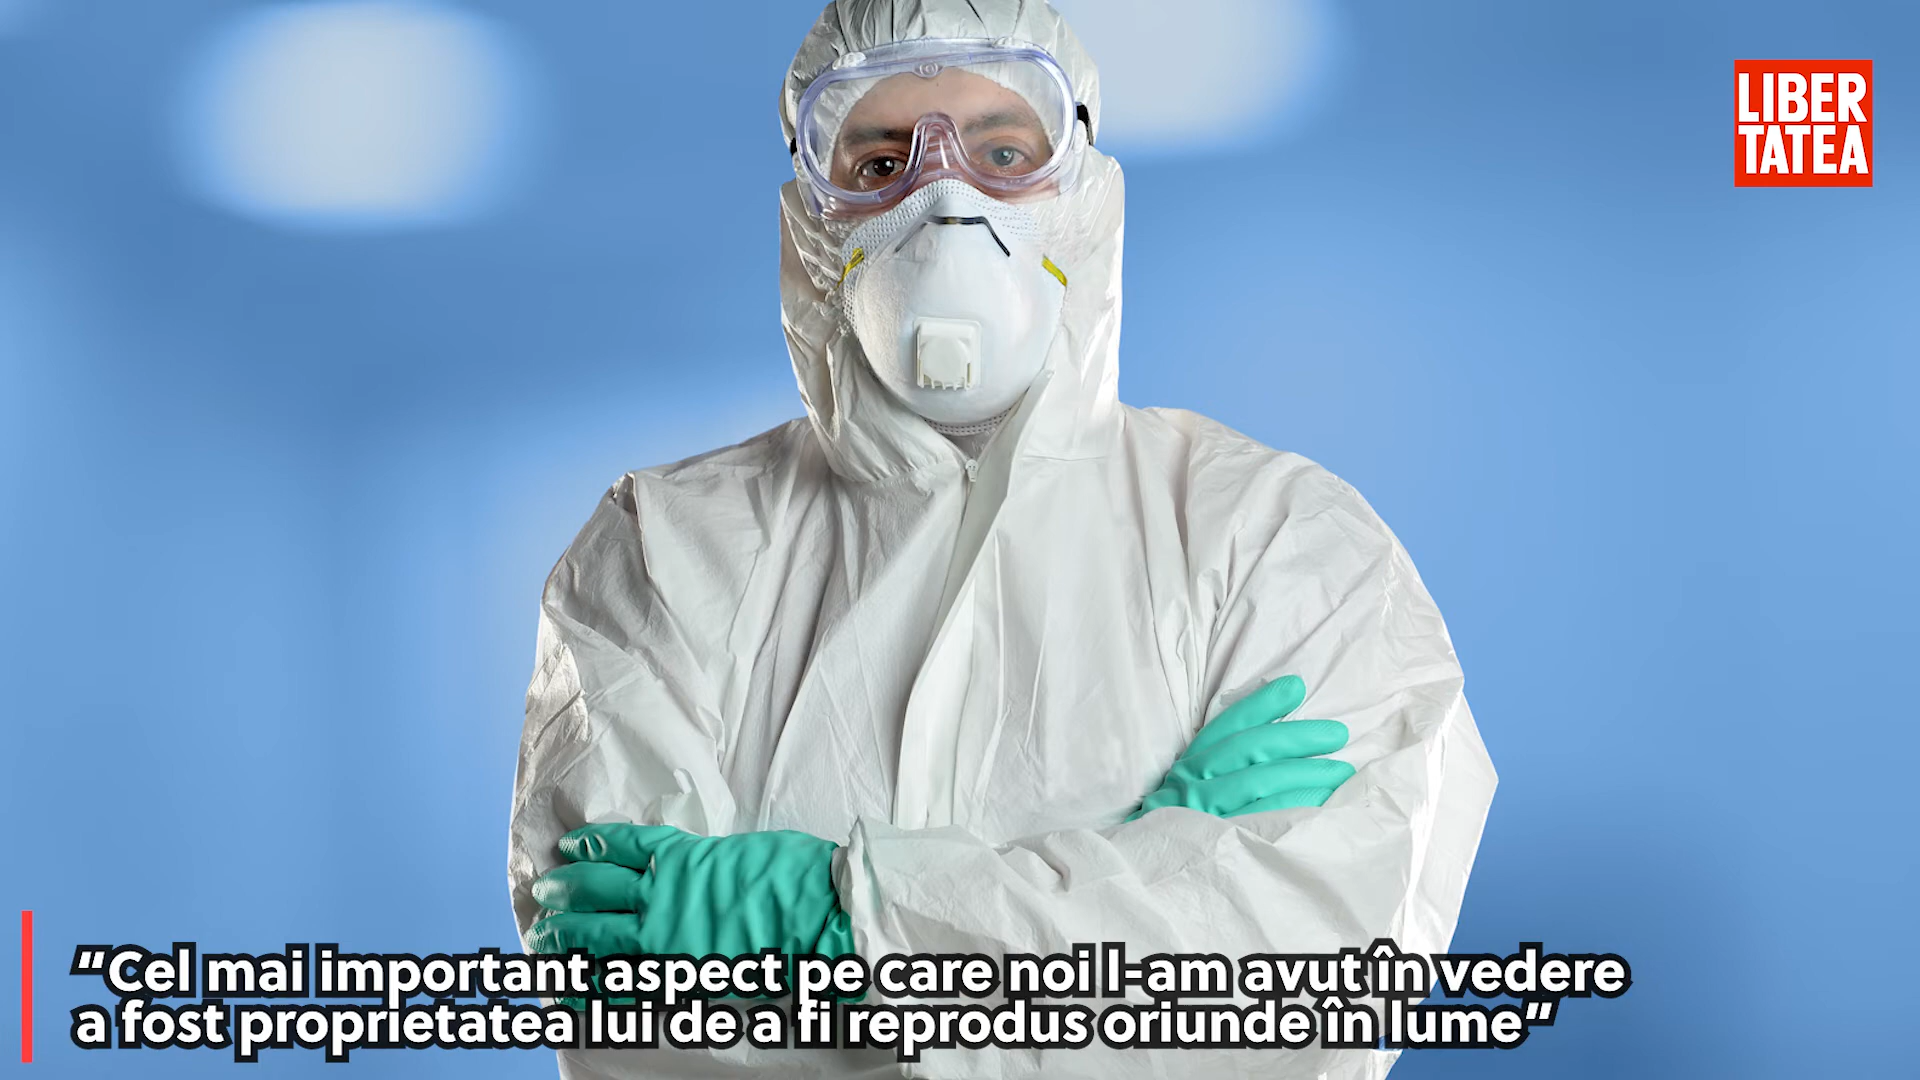 LIBER
TATEA
“Cel mai important aspect pe care noi l-am avut în vedere
a fost proprietatea lui de a fi reprodus oriunde în lume”